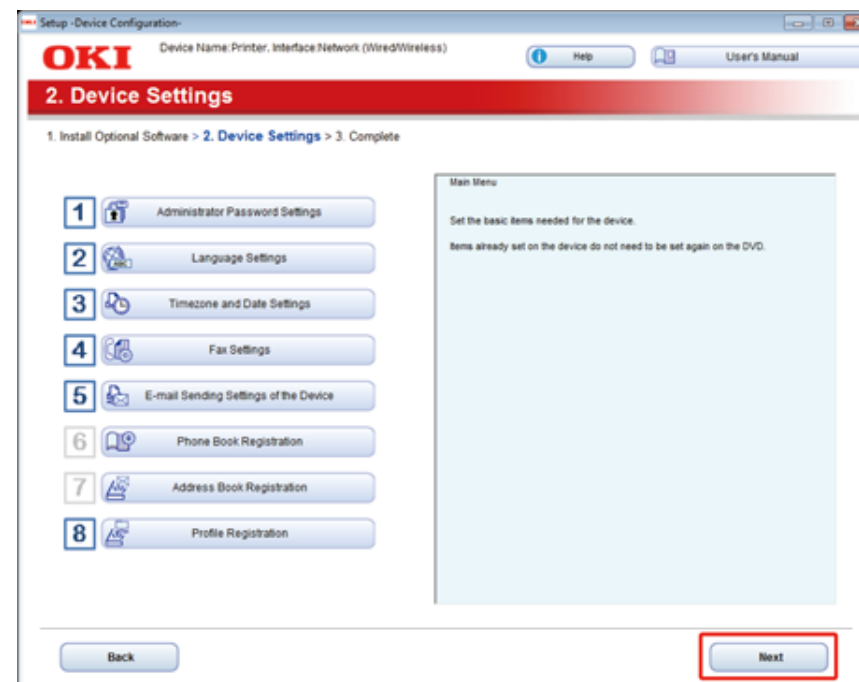 Setup -Device Configuration-
OKI
Device Name:Printer, Interface:Network (Wired/Wireless)
Help
User's Manual
2. Device Settings
1. Install Optional Software > 2. Device Settings > 3. Complete
Main Menu
Set the basic items needed for the device.
Items already set on the device do not need to be set again on the DVD.
1 Administrator Password Settings
2 Language Settings
3 Timezone and Date Settings
4 Fax Settings
5 E-mail Sending Settings of the Device
6 Phone Book Registration
7 Address Book Registration
8 Profile Registration
Back
Next